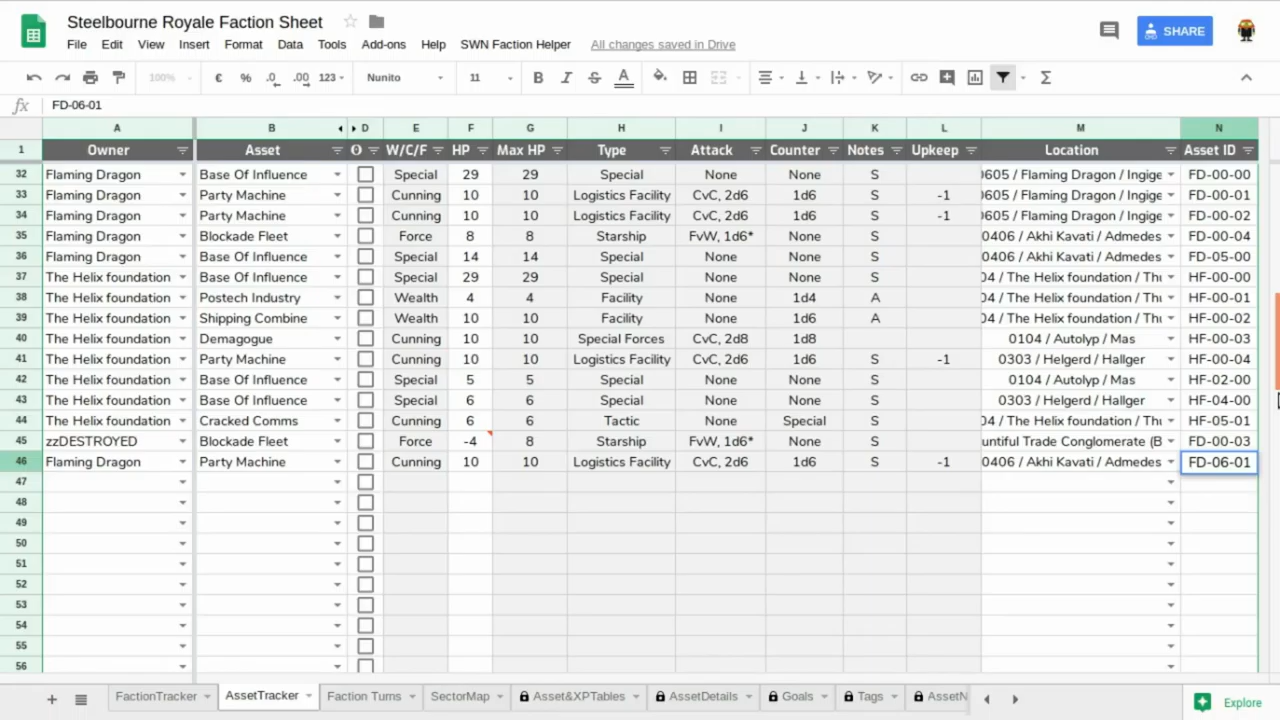 Steelbourne Royale Faction Sheet
File Edit View Insert Format Data Tools Add-ons Help SWN Faction Helper All changes saved in Drive
SHARE
100% € % .0 .00 123 Nunito 11 B I S A Σ
fx FD-06-01
A B D E F G H I J K L M N
1 Owner Asset W/C/F HP Max HP Type Attack Counter Notes Upkeep Location Asset ID
32 Flaming Dragon Base Of Influence Special 29 29 Special None None S 0605 / Flaming Dragon / Ingige FD-00-00
33 Flaming Dragon Party Machine Cunning 10 10 Logistics Facility CvC, 2d6 1d6 S -1 0605 / Flaming Dragon / Ingige FD-00-01
34 Flaming Dragon Party Machine Cunning 10 10 Logistics Facility CvC, 2d6 1d6 S -1 0605 / Flaming Dragon / Ingige FD-00-02
35 Flaming Dragon Blockade Fleet Force 8 8 Starship FvW, 1d6* None S 0406 / Akhi Kavati / Admedes FD-00-04
36 Flaming Dragon Base Of Influence Special 14 14 Special None None S 0406 / Akhi Kavati / Admedes FD-05-00
37 The Helix foundation Base Of Influence Special 29 29 Special None None S 04 / The Helix foundation / Thu HF-00-00
38 The Helix foundation Postech Industry Wealth 4 4 Facility None 1d4 A 04 / The Helix foundation / Thu HF-00-01
39 The Helix foundation Shipping Combine Wealth 10 10 Facility None 1d6 A 04 / The Helix foundation / Thu HF-00-02
40 The Helix foundation Demagogue Cunning 10 10 Special Forces CvC, 2d8 1d8 0104 / Autolyp / Mas HF-00-03
41 The Helix foundation Party Machine Cunning 10 10 Logistics Facility CvC, 2d6 1d6 S -1 0303 / Helgerd / Hallger HF-00-04
42 The Helix foundation Base Of Influence Special 5 5 Special None None S 0104 / Autolyp / Mas HF-02-00
43 The Helix foundation Base Of Influence Special 6 6 Special None None S 0303 / Helgerd / Hallger HF-04-00
44 The Helix foundation Cracked Comms Cunning 6 6 Tactic None Special S 04 / The Helix foundation / Thu HF-05-01
45 zzDESTROYED Blockade Fleet Force -4 8 Starship FvW, 1d6* None S untiful Trade Conglomerate (B FD-00-03
46 Flaming Dragon Party Machine Cunning 10 10 Logistics Facility CvC, 2d6 1d6 S -1 0406 / Akhi Kavati / Admedes FD-06-01
47
48
49
50
51
52
53
54
55
56
FactionTracker AssetTracker Faction Turns SectorMap Asset&XPTables AssetDetails Goals Tags AssetN Explore